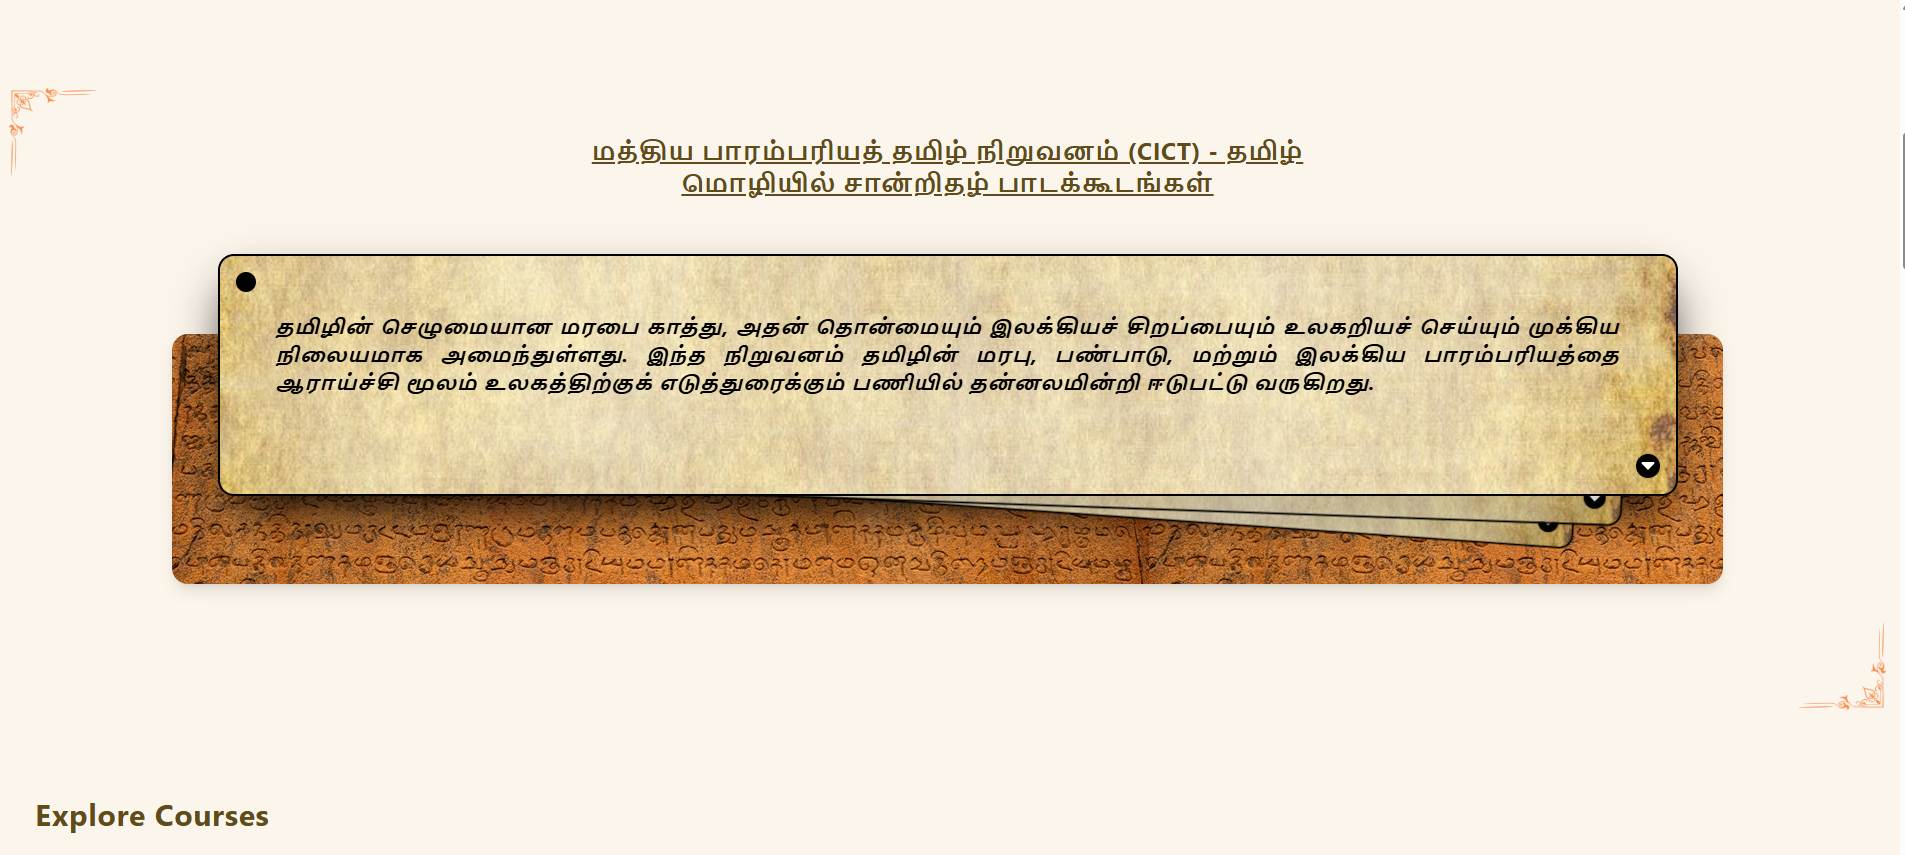 மத்திய பாரம்பரியத் தமிழ் நிறுவனம் (CICT) - தமிழ்
மொழியில் சான்றிதழ் பாடக்கூடங்கள்
தமிழின் செழுமையான மரபை காத்து, அதன் தொன்மையும் இலக்கியச் சிறப்பையும் உலகறியச் செய்யும் முக்கிய
நிலையமாக அமைந்துள்ளது. இந்த நிறுவனம் தமிழின் மரபு, பண்பாடு, மற்றும் இலக்கிய பாரம்பரியத்தை
ஆராய்ச்சி மூலம் உலகத்திற்குக் எடுத்துரைக்கும் பணியில் தன்னலமின்றி ஈடுபட்டு வருகிறது.
Explore Courses